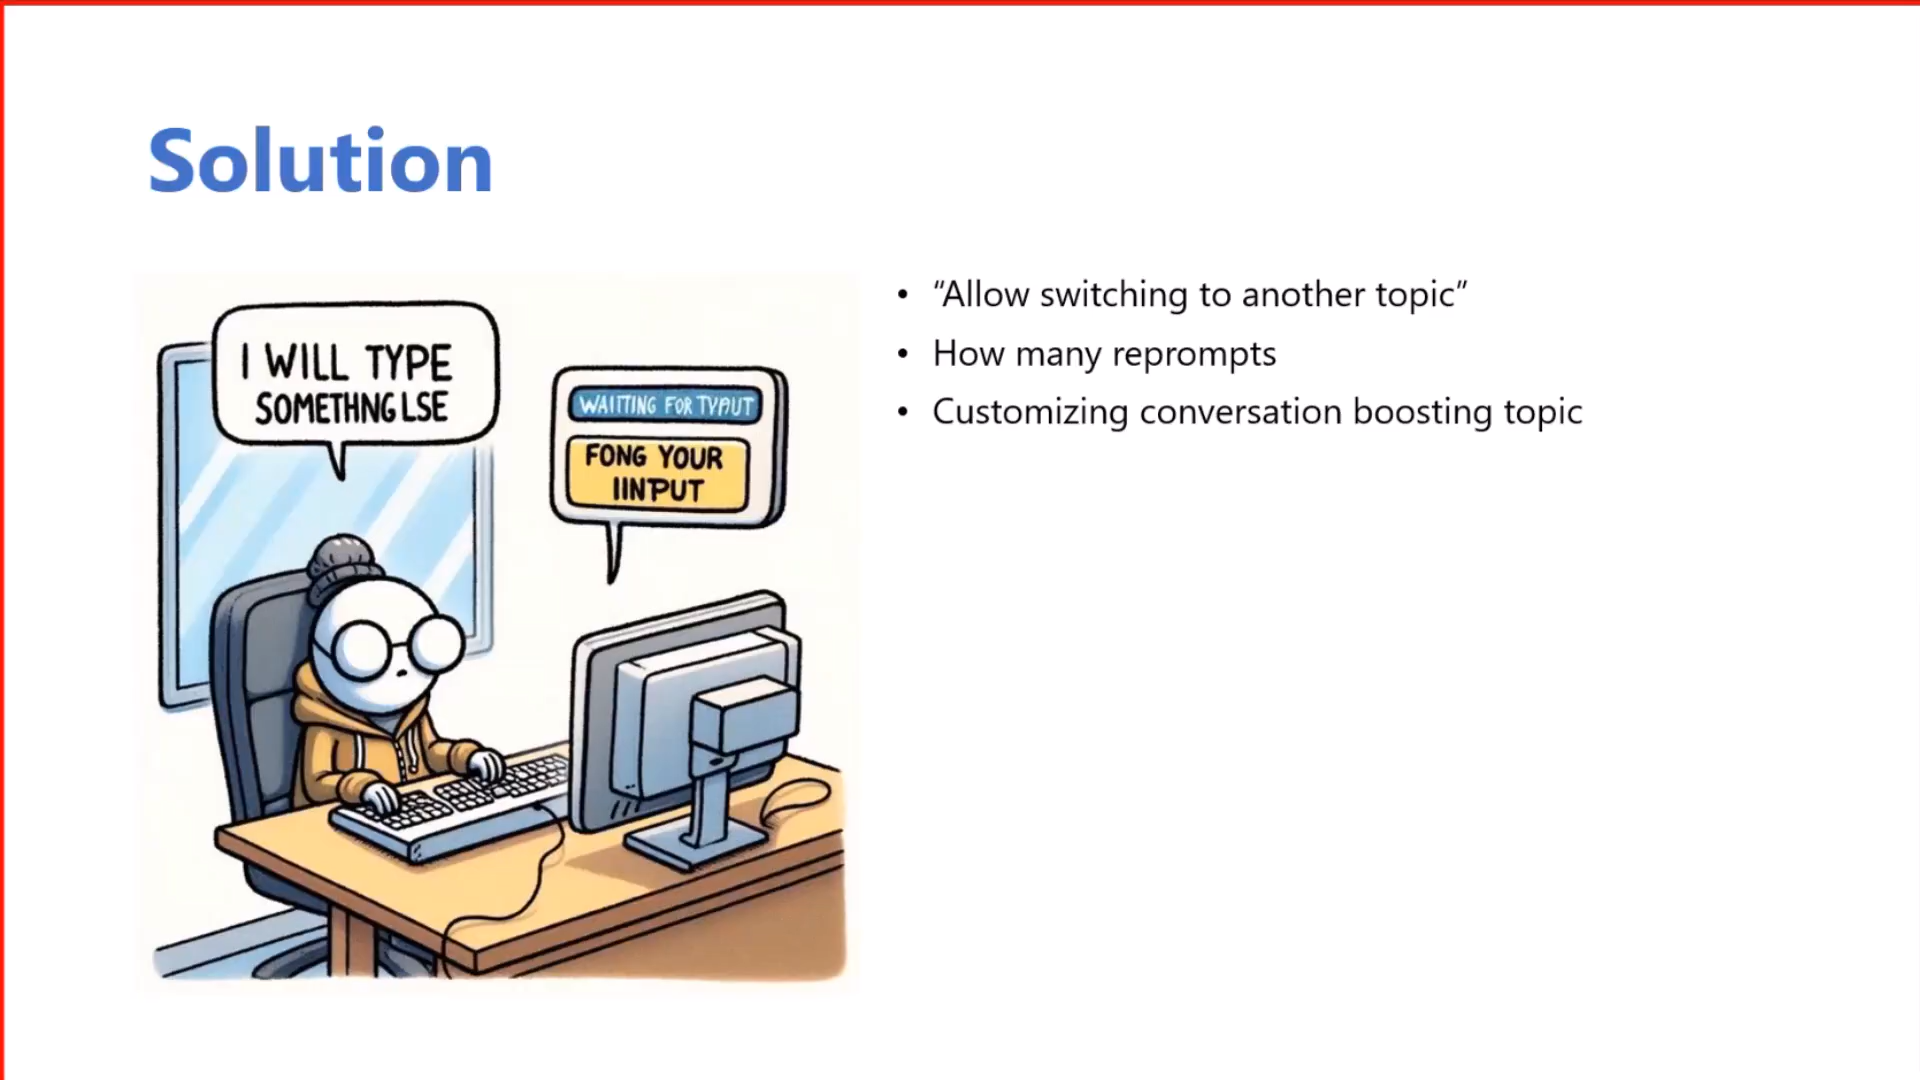 Solution
I WILL TYPE
SOMETHNG LSE
WAITTING FOR TYPUT
FONG YOUR
IINPUT
• “Allow switching to another topic”
• How many reprompts
• Customizing conversation boosting topic